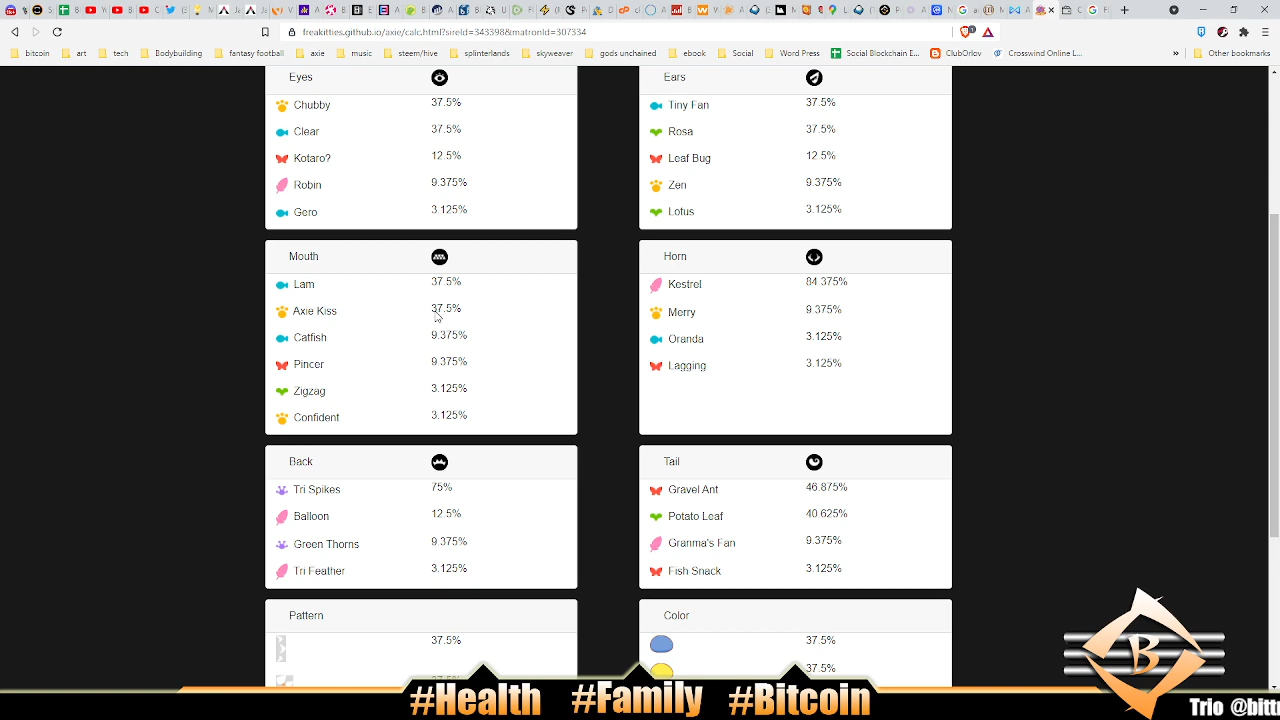 freakitties.github.io/axie/calc.html?sireId=343398&matronId=307334
bitcoin art tech Bodybuilding fantasy football axie music steem/hive splinterlands skyweaver gods unchained ebook Social Word Press Social Blockchain E... ClubOrlov Crosswind Online L... » Other bookmarks
Eyes
Chubby 37.5%
Clear 37.5%
Kotaro? 12.5%
Robin 9.375%
Gero 3.125%
Ears
Tiny Fan 37.5%
Rosa 37.5%
Leaf Bug 12.5%
Zen 9.375%
Lotus 3.125%
Mouth
Lam 37.5%
Axie Kiss 37.5%
Catfish 9.375%
Pincer 9.375%
Zigzag 3.125%
Confident 3.125%
Horn
Kestrel 84.375%
Merry 9.375%
Oranda 3.125%
Lagging 3.125%
Back
Tri Spikes 75%
Balloon 12.5%
Green Thorns 9.375%
Tri Feather 3.125%
Tail
Gravel Ant 46.875%
Potato Leaf 40.625%
Granma's Fan 9.375%
Fish Snack 3.125%
Pattern
37.5%
Color
37.5%
37.5%
#Health #Family #Bitcoin
B
Trio @bitt